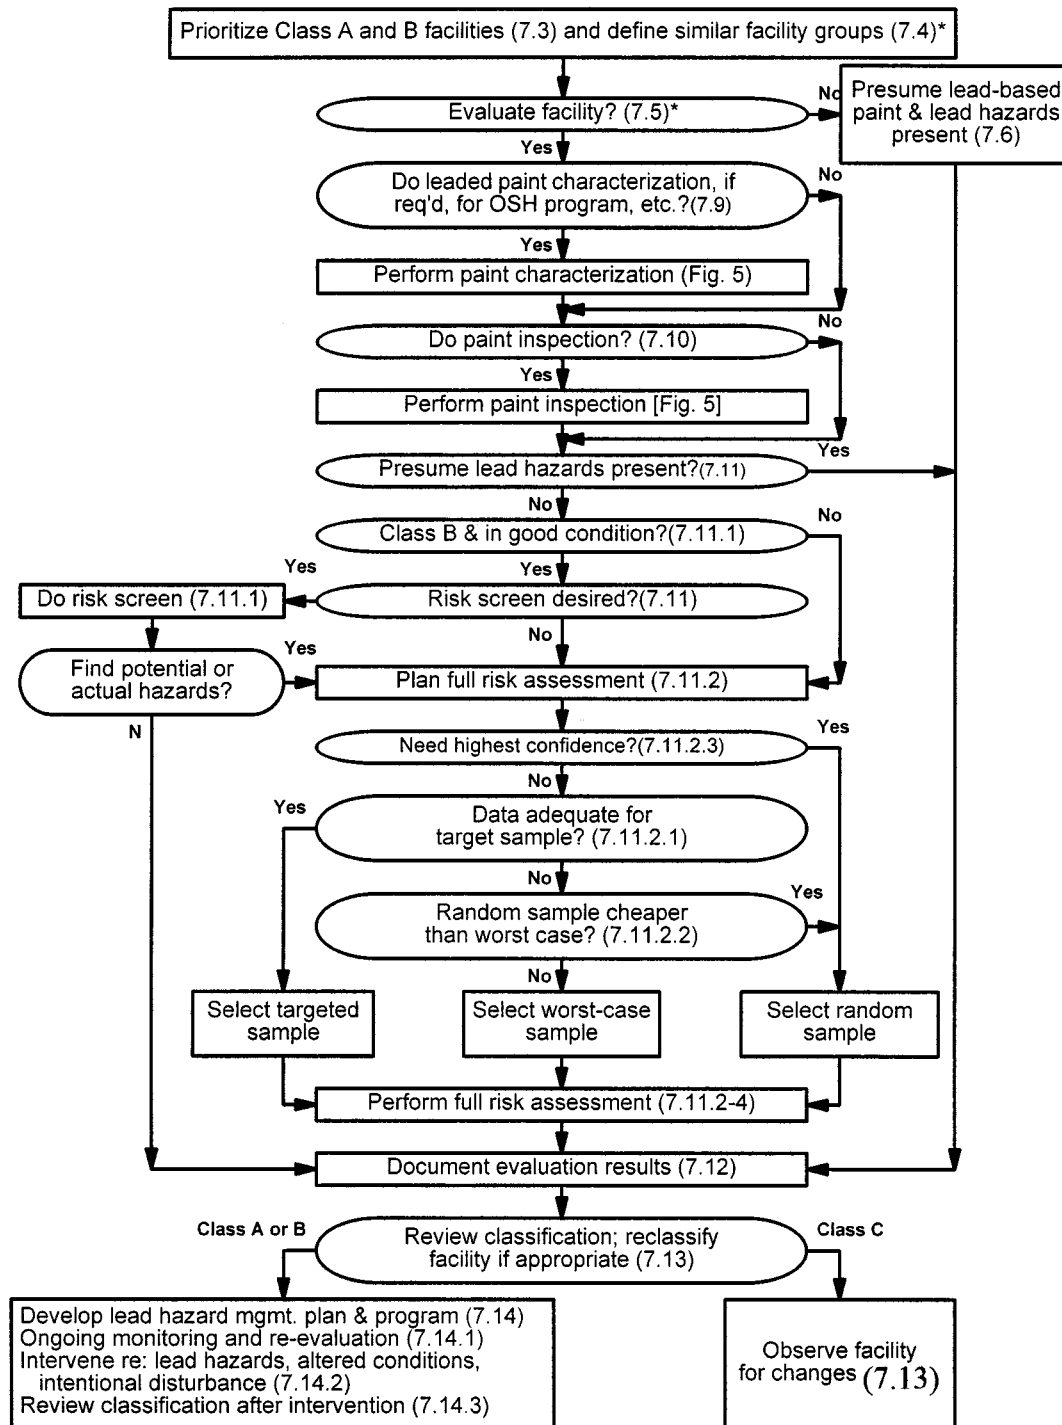 Prioritize Class A and B facilities (7.3) and define similar facility groups (7.4)*
No
Presume lead-based
paint & lead hazards
present (7.6)
Evaluate facility? (7.5)*
Yes
No
Do leaded paint characterization, if
req'd, for OSH program, etc.?(7.9)
Yes
Perform paint characterization (Fig. 5)
No
Do paint inspection? (7.10)
Yes
Perform paint inspection [Fig. 5]
Yes
Presume lead hazards present?(7.11)
No
No
Class B & in good condition?(7.11.1)
Yes
Yes
Do risk screen (7.11.1)
Risk screen desired?(7.11)
No
Yes
Find potential or
actual hazards?
Plan full risk assessment (7.11.2)
N
Yes
Need highest confidence?(7.11.2.3)
No
Yes
Data adequate for
target sample? (7.11.2.1)
No
Yes
Random sample cheaper
than worst case? (7.11.2.2)
No
Select targeted
sample
Select worst-case
sample
Select random
sample
Perform full risk assessment (7.11.2-4)
Document evaluation results (7.12)
Class A or B
Class C
Review classification; reclassify
facility if appropriate (7.13)
Develop lead hazard mgmt. plan & program (7.14)
Ongoing monitoring and re-evaluation (7.14.1)
Intervene re: lead hazards, altered conditions,
intentional disturbance (7.14.2)
Review classification after intervention (7.14.3)
Observe facility
for changes (7.13)